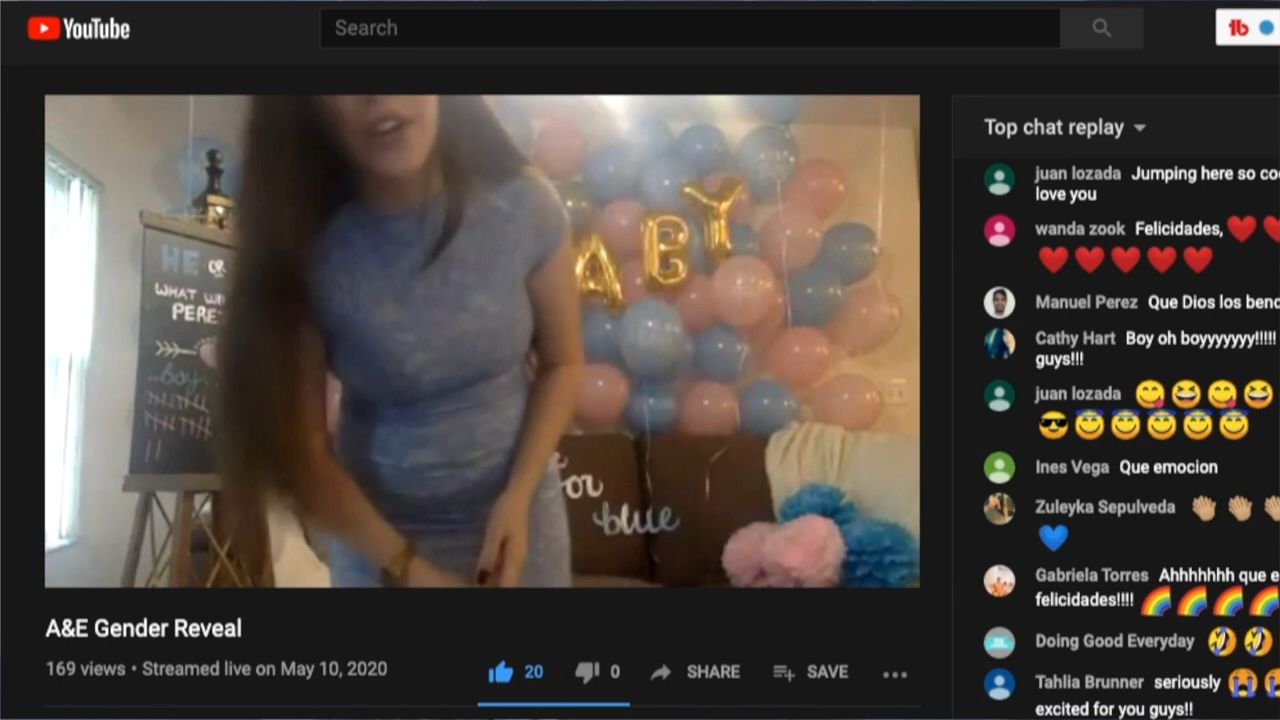 YouTube
Search
HE OR
WHAT
PERE
boy
ABY
or
blue
A&E Gender Reveal
169 views • Streamed live on May 10, 2020
20
0
SHARE
SAVE
Top chat replay
juan lozada Jumping here so
love you
wanda zook Felicidades, ❤️
❤️❤️❤️❤️❤️
Manuel Perez Que Dios los
Cathy Hart Boy oh boyyyyyyy!!!!!
guys!!!
juan lozada 😋😆😋😆
😎😇😇😇😇😇
Ines Vega Que emocion
Zuleyka Sepulveda 👏🏼👏🏼
💙
Gabriela Torres Ahhhhhhh que
felicidades!!!! 🌈🌈🌈🌈
Doing Good Everyday 🤣🤣
Tahlia Brunner seriously 😭
excited for you guys!!